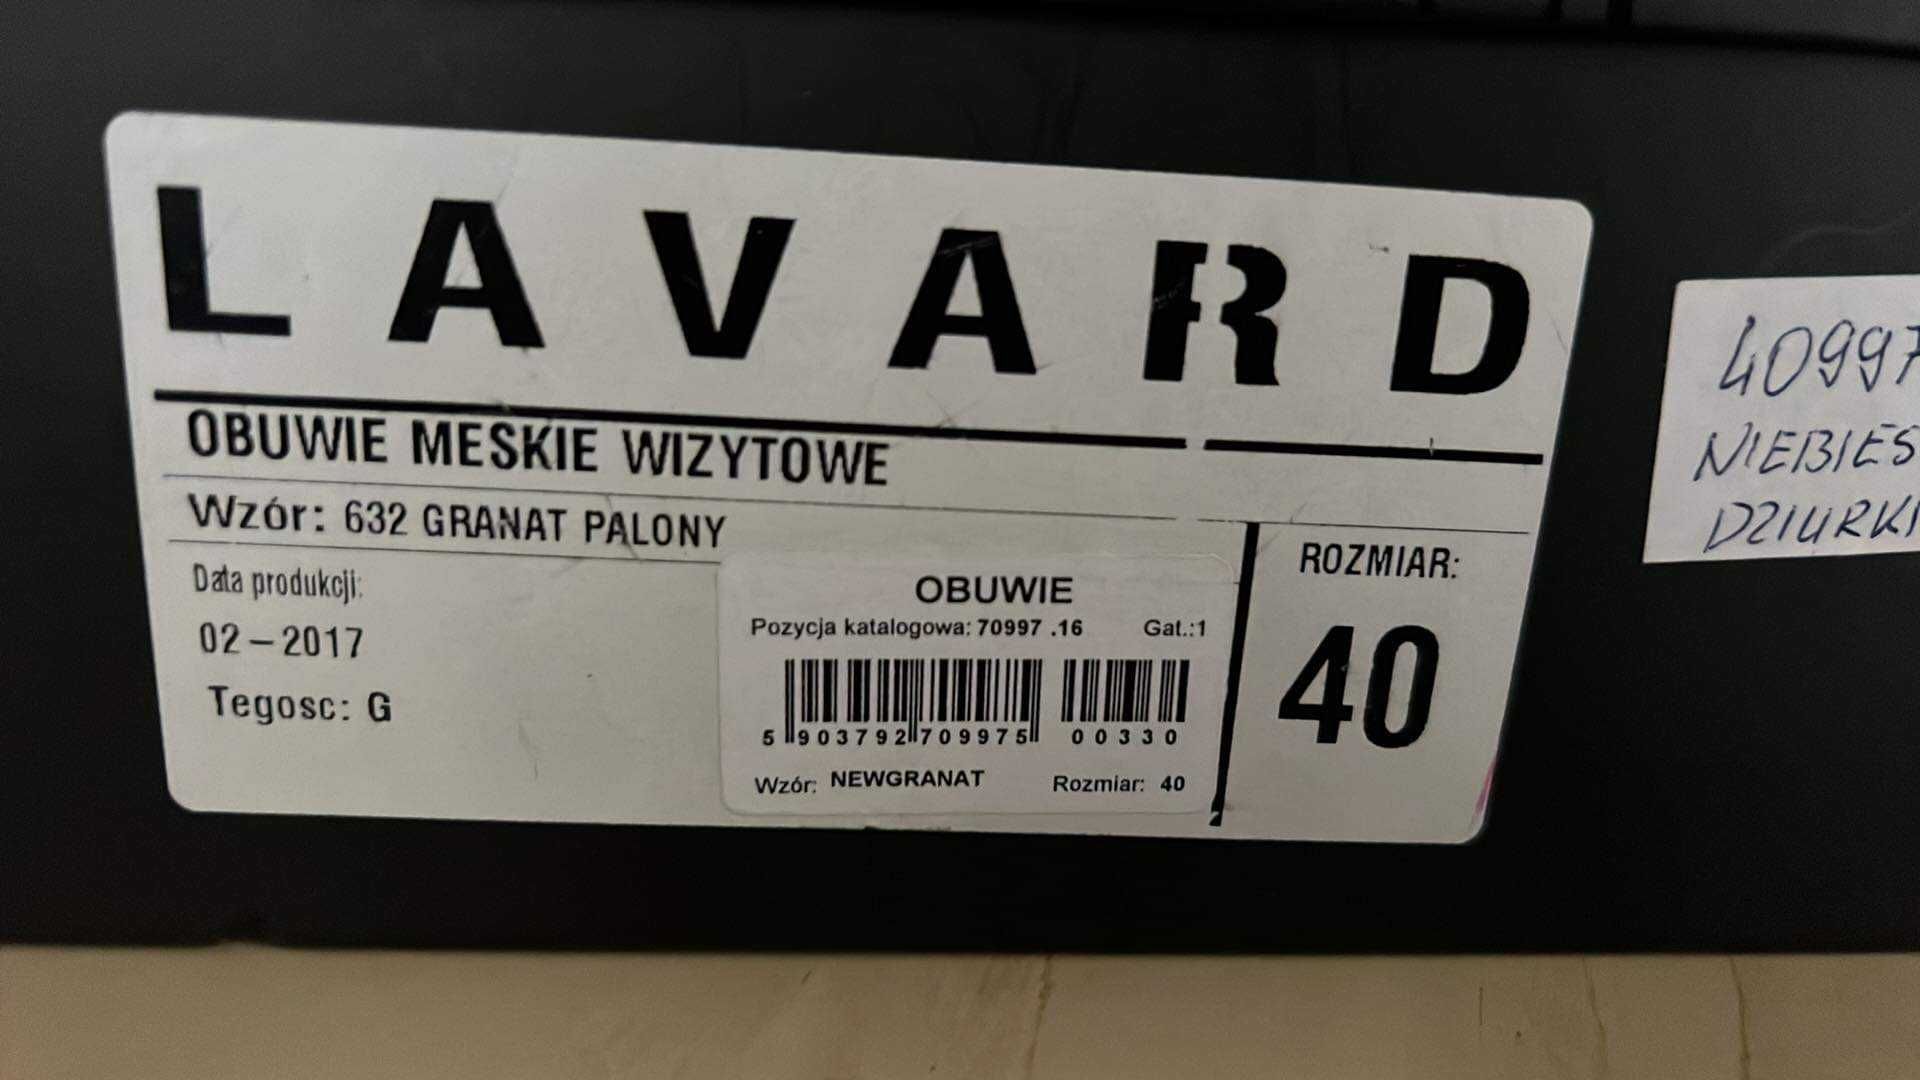 LAVARD
OBUWIE MESKIE WIZYTOWE
Wzór: 632 GRANAT PALONY
Data produkcji:
02-2017
Tegosc: G
OBUWIE
Pozycja katalogowa: 70997 .16 Gat.:1
5 903792 709975 00330
Wzór: NEWGRANAT Rozmiar: 40
ROZMIAR:
40
40997
NIEBIES
DZIURKI